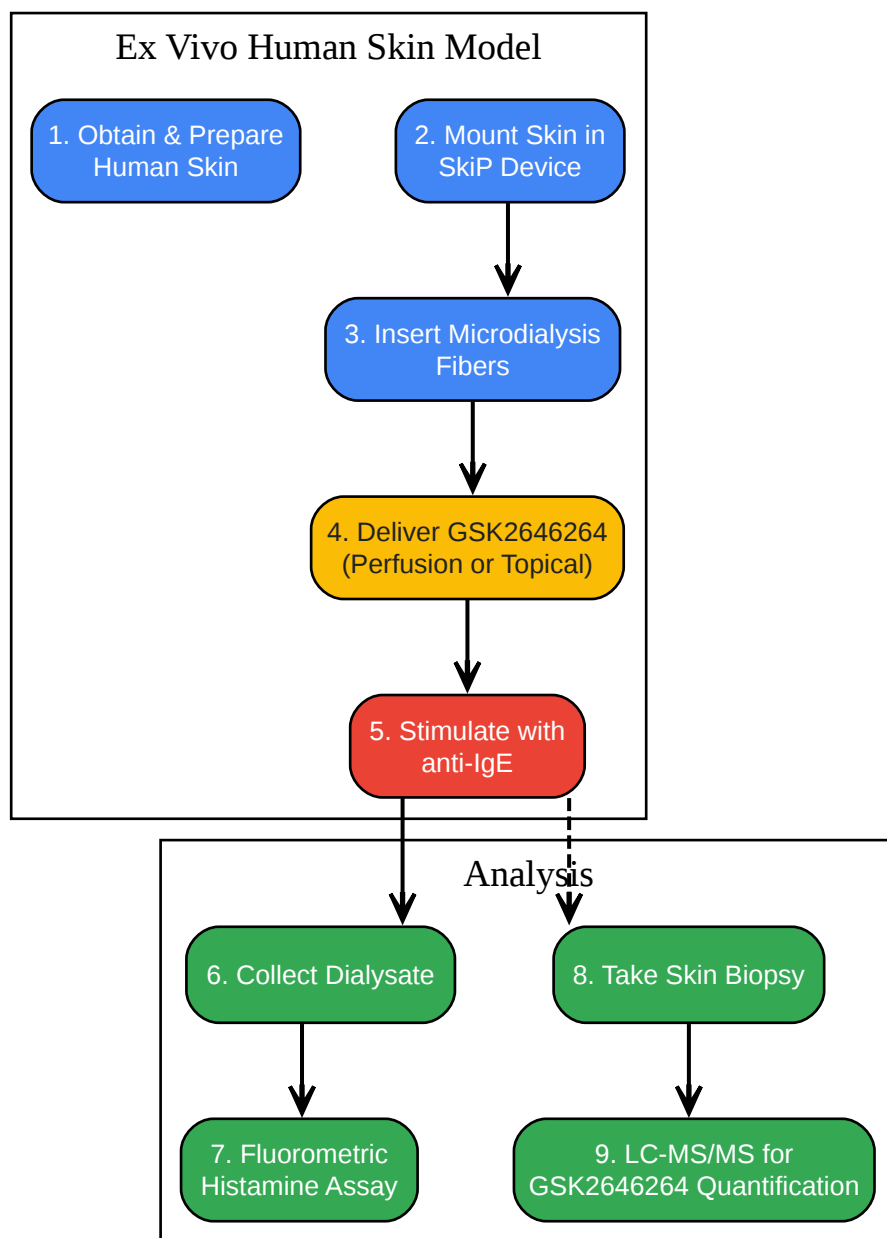 Ex Vivo Human Skin Model
1. Obtain & Prepare
Human Skin
2. Mount Skin in
SkiP Device
3. Insert Microdialysis
Fibers
4. Deliver GSK2646264
(Perfusion or Topical)
5. Stimulate with
anti-IgE
Analysis
6. Collect Dialysate
8. Take Skin Biopsy
7. Fluorometric
Histamine Assay
9. LC-MS/MS for
GSK2646264 Quantification